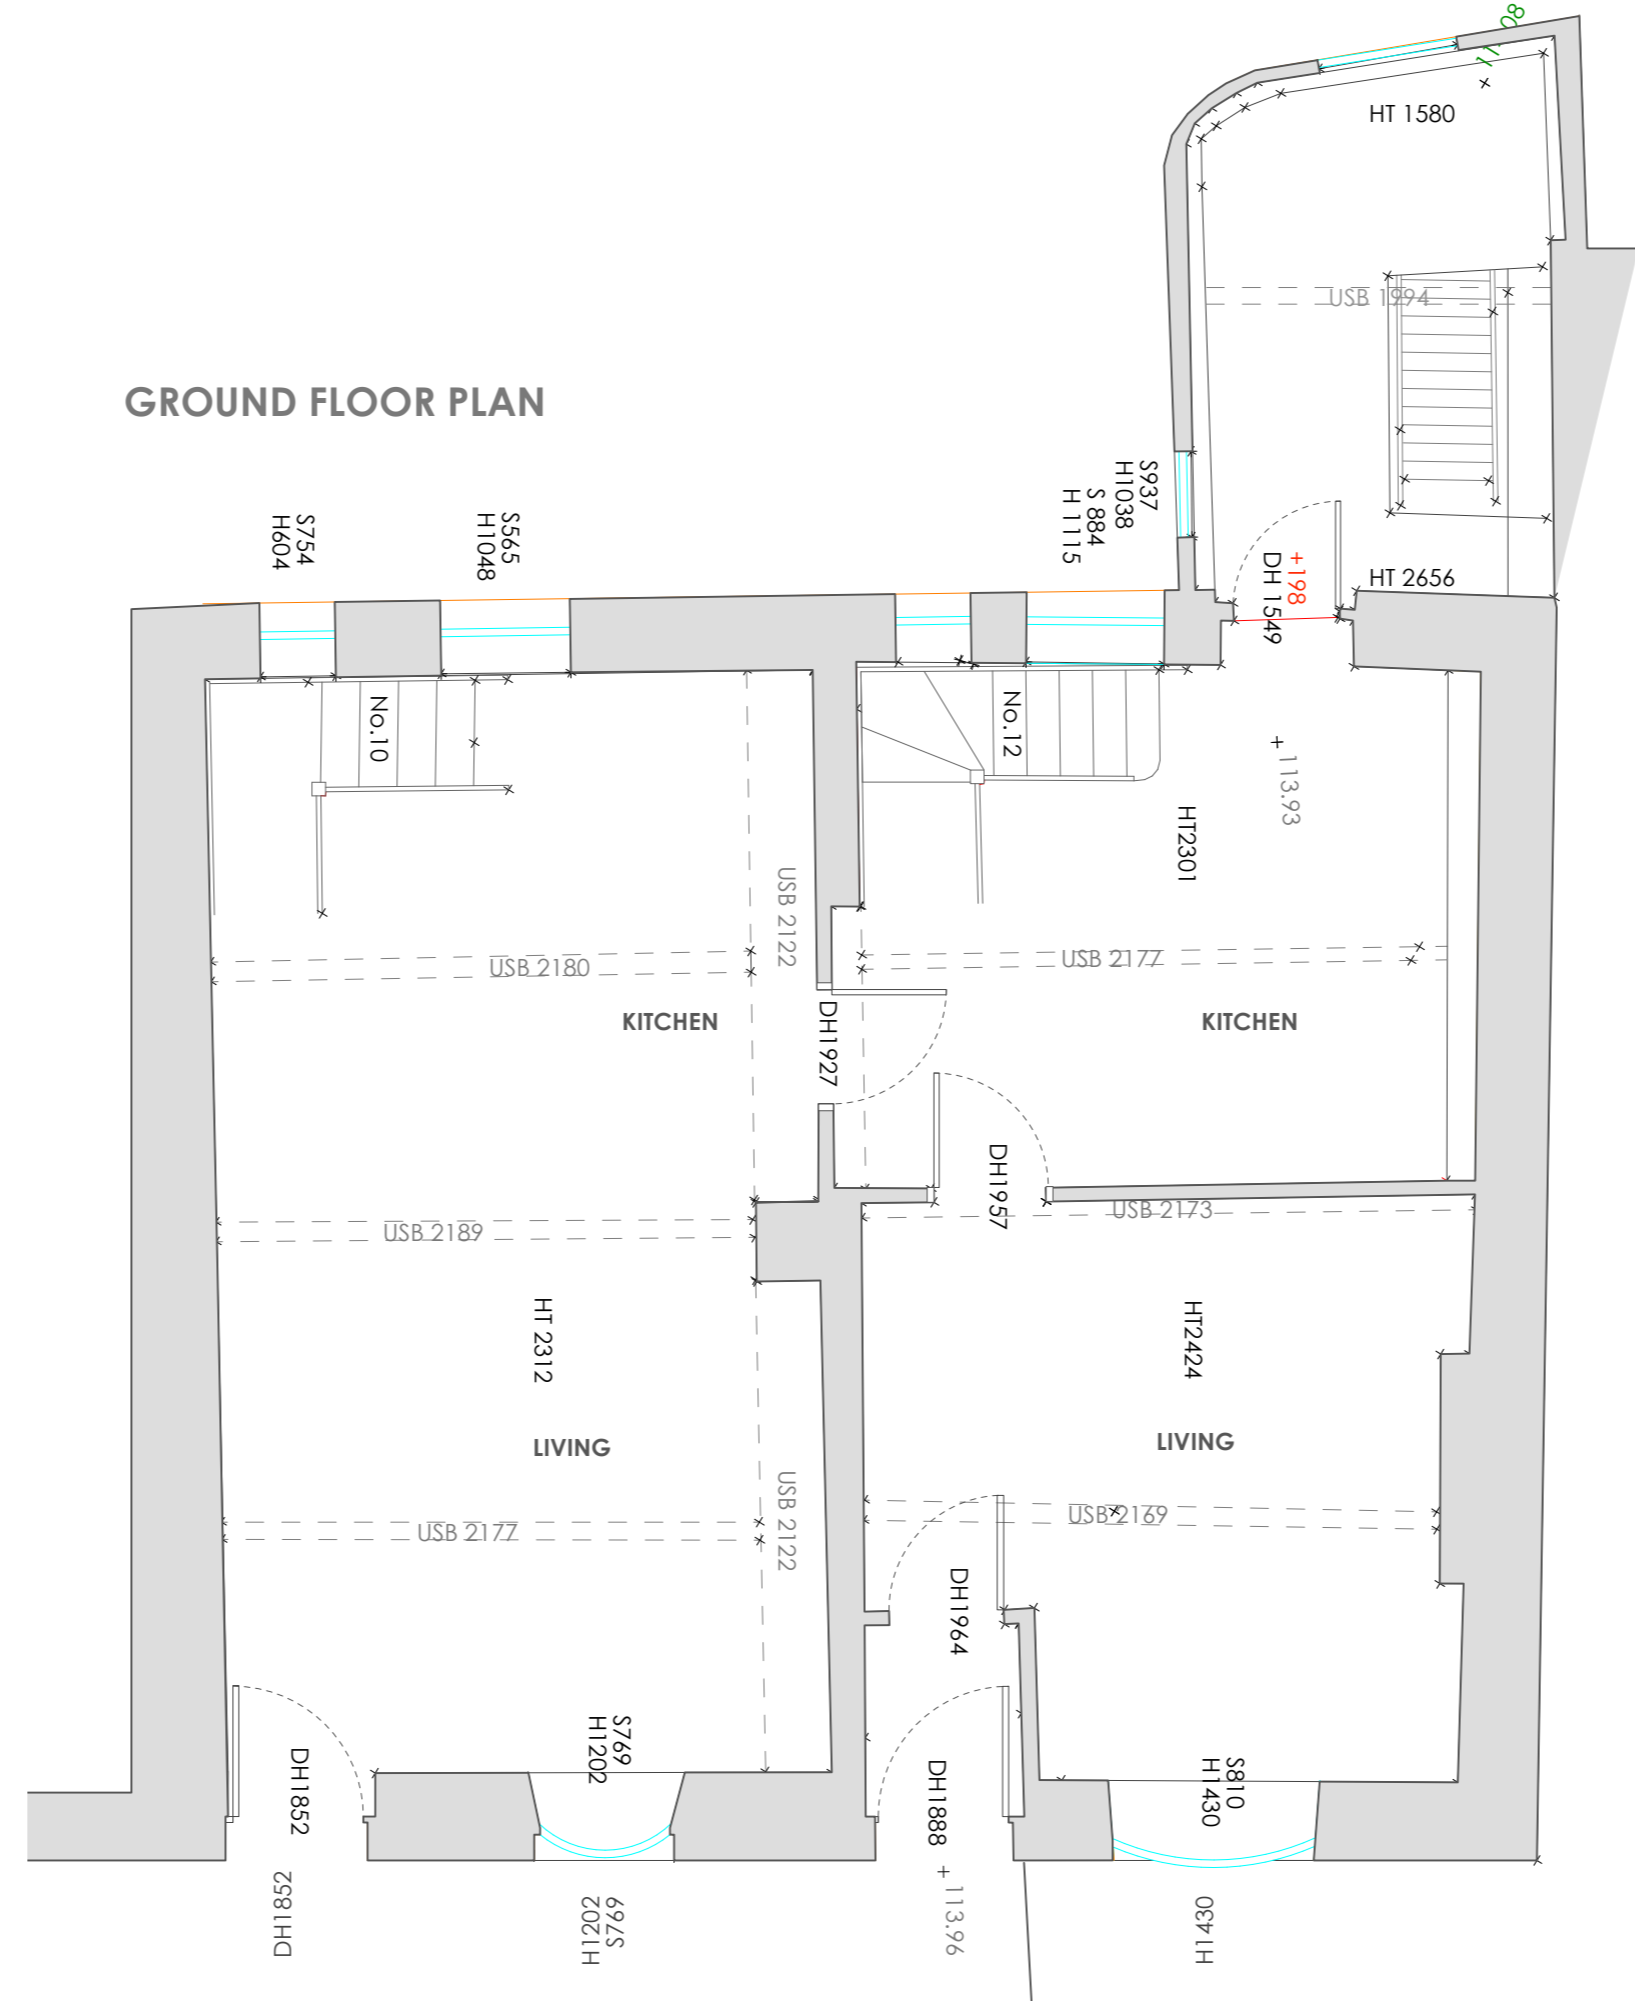 HT 1580
USB 1994
GROUND FLOOR PLAN
S754
H604
S565
H1048
S937
H1038
S 884
H 1115
+198
DH 1549
HT 2656
No.10
No.12
+ 113.93
HT2301
USB 2122
USB 2180
USB 2177
KITCHEN
KITCHEN
DH1927
DH1957
USB 2173
USB 2189
HT 2312
HT2424
LIVING
LIVING
USB 2122
USB 2177
USB 2169
DH1964
S769
H1202
DH1852
DH1888
S810
H1430
+ 113.96
DH1852
S769
H1202
H1430